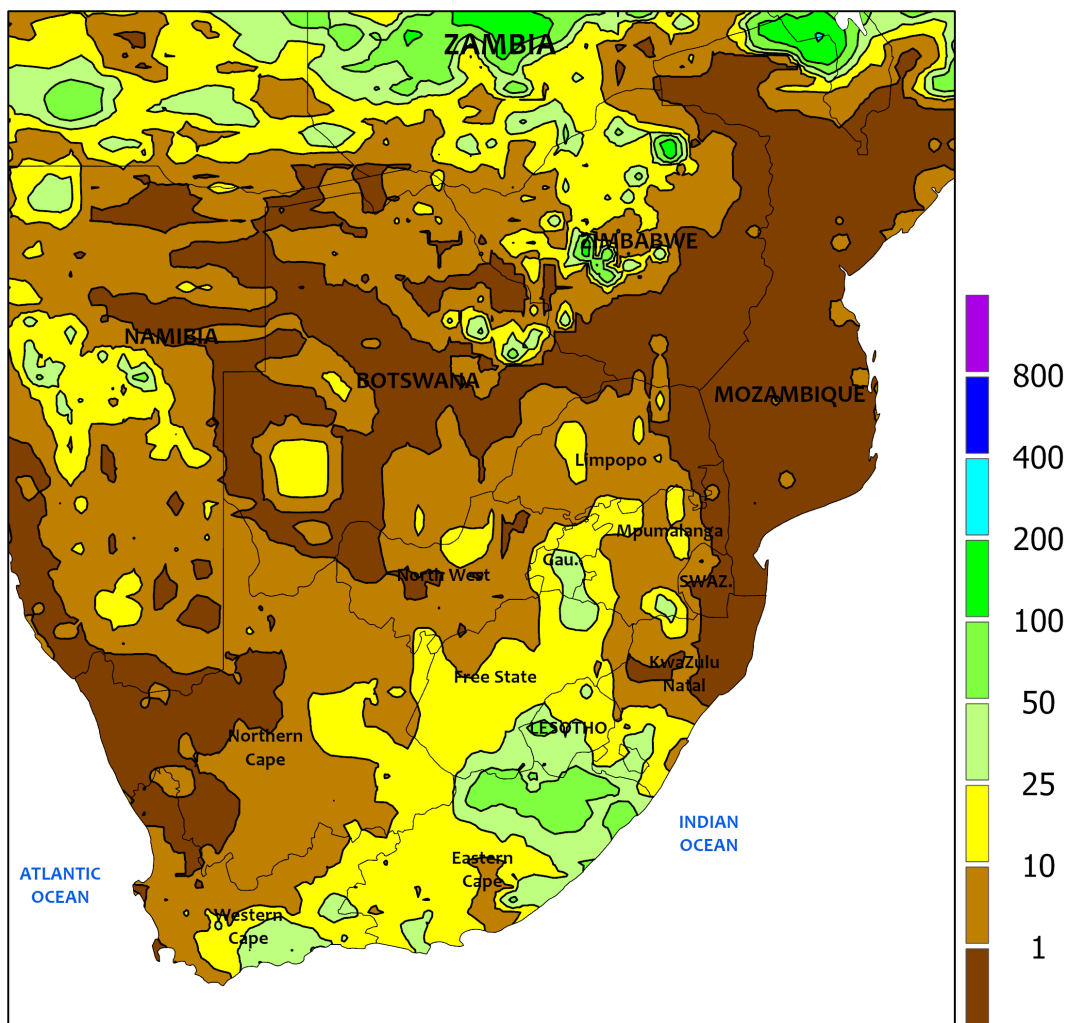 ZAMBIA
ZIMBABWE
NAMIBIA
BOTSWANA
MOZAMBIQUE
Limpopo
Mpumalanga
Gau.
North West
SWAZ.
KwaZulu
Natal
Free State
LESOTHO
Northern
Cape
INDIAN
OCEAN
Eastern
Cape
ATLANTIC
OCEAN
Western
Cape
800
400
200
100
50
25
10
1